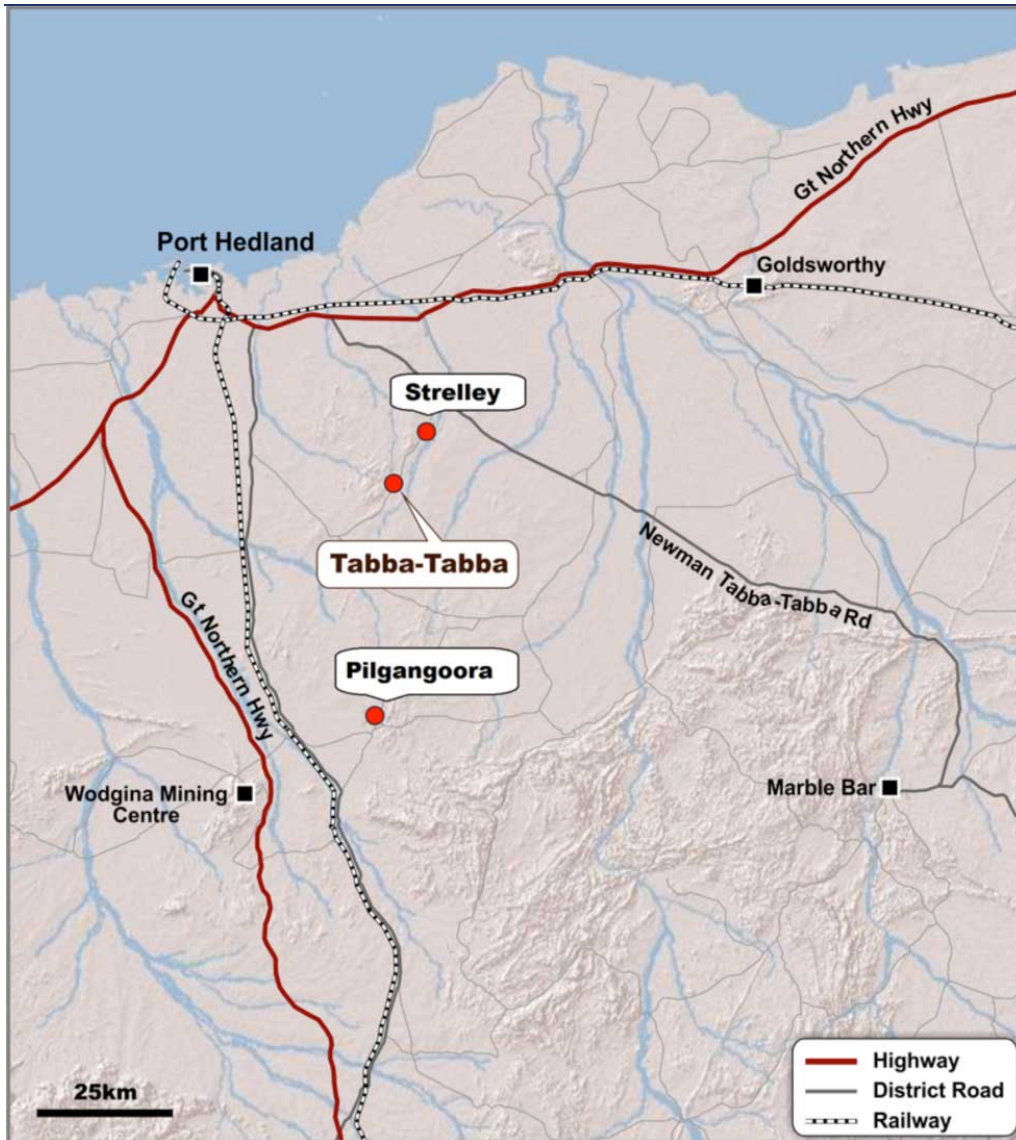 Gt Northern Hwy
Port Hedland
Goldsworthy
Strelley
Tabba-Tabba
Newman Tabba-Tabba Rd
Gt Northern Hwy
Pilgangoora
Wodgina Mining
Centre
Marble Bar
25km
Highway
District Road
Railway